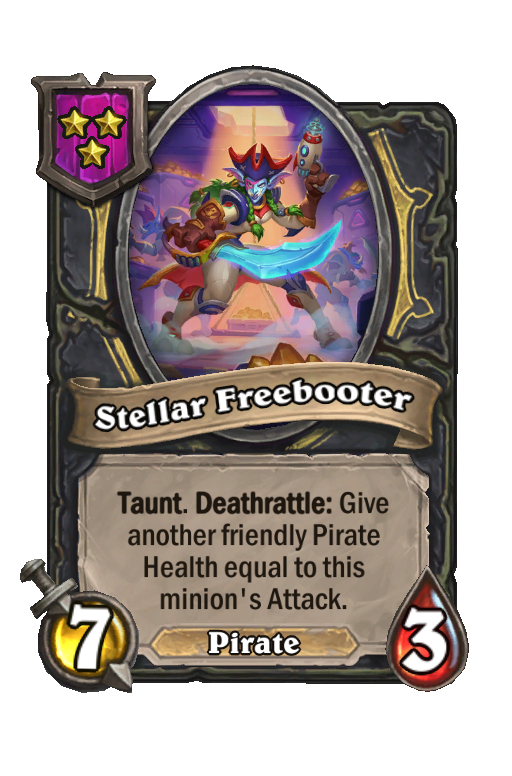 Stellar Freebooter
Taunt. Deathrattle: Give
another friendly Pirate
Health equal to this
minion's Attack.
7
Pirate
3